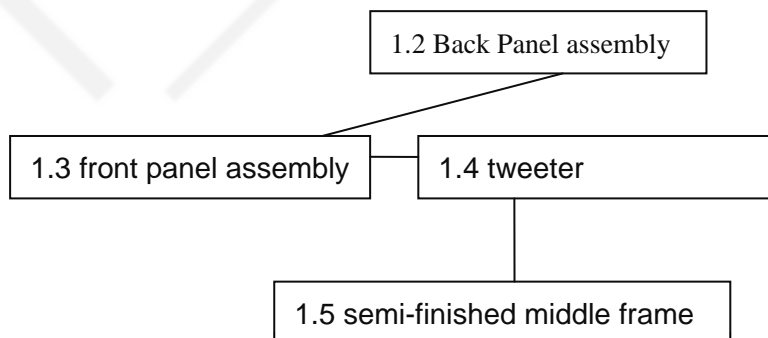 1.2 Back Panel assembly
1.3 front panel assembly
1.4 tweeter
1.5 semi-finished middle frame